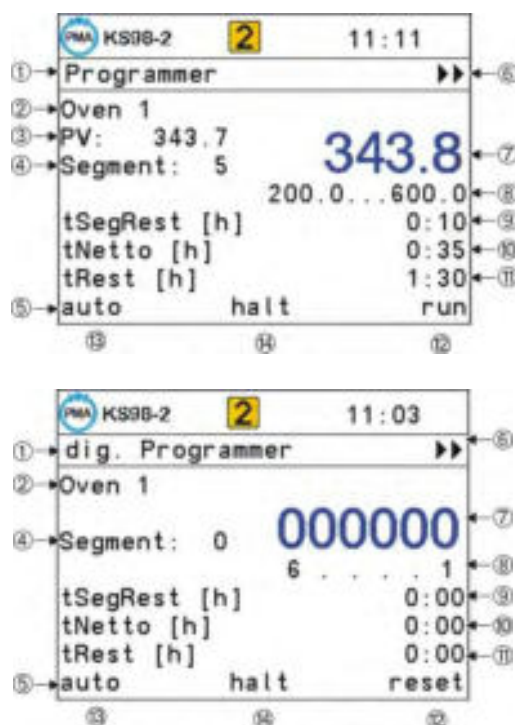 PMA KS98-2 2 11:11
① Programmer ▶▶ ⑥
② Oven 1
③ PV: 343.7
343.8 ⑦
④ Segment: 5
200.0...600.0 ⑧
tSegRest [h] 0:10 ⑨
tNetto [h] 0:35 ⑩
tRest [h] 1:30 ⑪
⑤ auto halt run
⑬ ⑭ ⑫
PMA KS98-2 2 11:03
① dig. Programmer ▶▶ ⑥
② Oven 1
000000 ⑦
④ Segment: 0
6 . . . . 1 ⑧
tSegRest [h] 0:00 ⑨
tNetto [h] 0:00 ⑩
tRest [h] 0:00 ⑪
⑤ auto halt reset
⑬ ⑭ ⑫